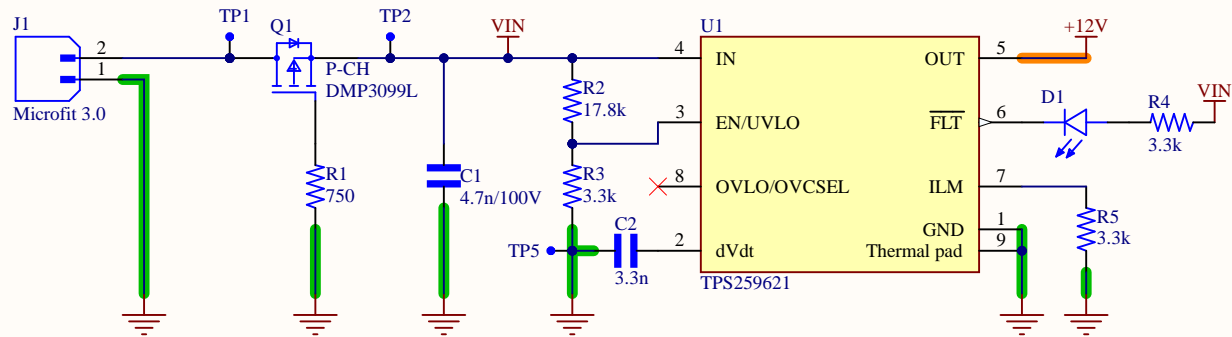 J1
2
1
Microfit 3.0
TP1
Q1
P-CH
DMP3099L
TP2
R1
750
C1
4.7n/100V
VIN
R2
17.8k
R3
3.3k
TP5
C2
3.3n
U1
4 IN
3 EN/UVLO
8 OVLO/OVCSEL
2 dVdt
OUT 5
FLT 6
ILM 7
GND 1
Thermal pad 9
TPS259621
+12V
D1
R4
3.3k
VIN
R5
3.3k